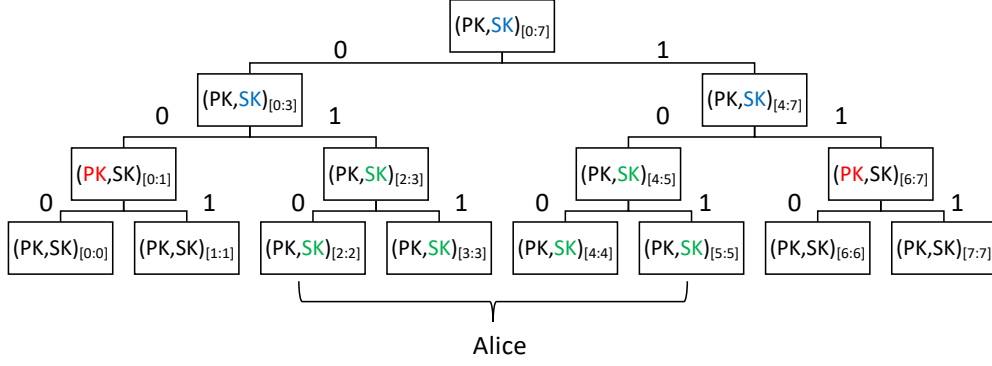 (PK,SK)[0:7]
0 1
(PK,SK)[0:3] (PK,SK)[4:7]
0 1 0 1
(PK,SK)[0:1] (PK,SK)[2:3] (PK,SK)[4:5] (PK,SK)[6:7]
0 1 0 1 0 1 0 1
(PK,SK)[0:0] (PK,SK)[1:1] (PK,SK)[2:2] (PK,SK)[3:3] (PK,SK)[4:4] (PK,SK)[5:5] (PK,SK)[6:6] (PK,SK)[7:7]
Alice